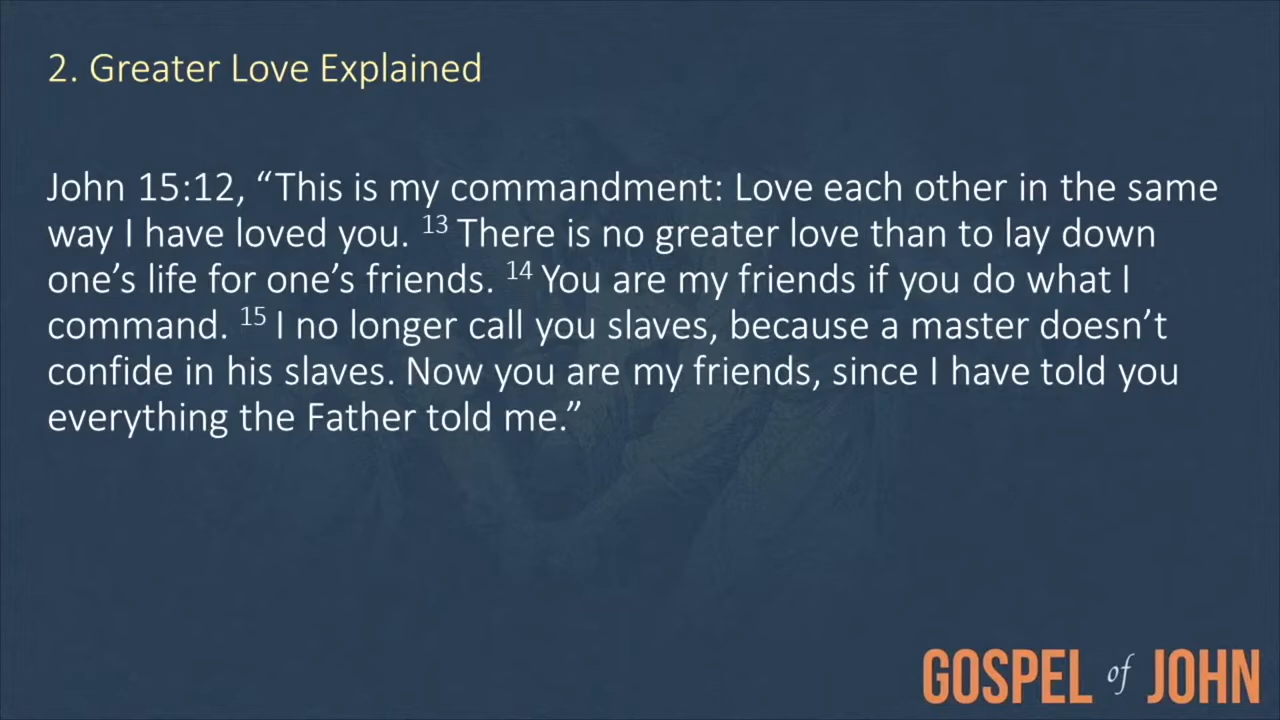 2. Greater Love Explained
John 15:12, “This is my commandment: Love each other in the same
way I have loved you. 13 There is no greater love than to lay down
one’s life for one’s friends. 14 You are my friends if you do what I
command. 15 I no longer call you slaves, because a master doesn’t
confide in his slaves. Now you are my friends, since I have told you
everything the Father told me.”
GOSPEL of JOHN